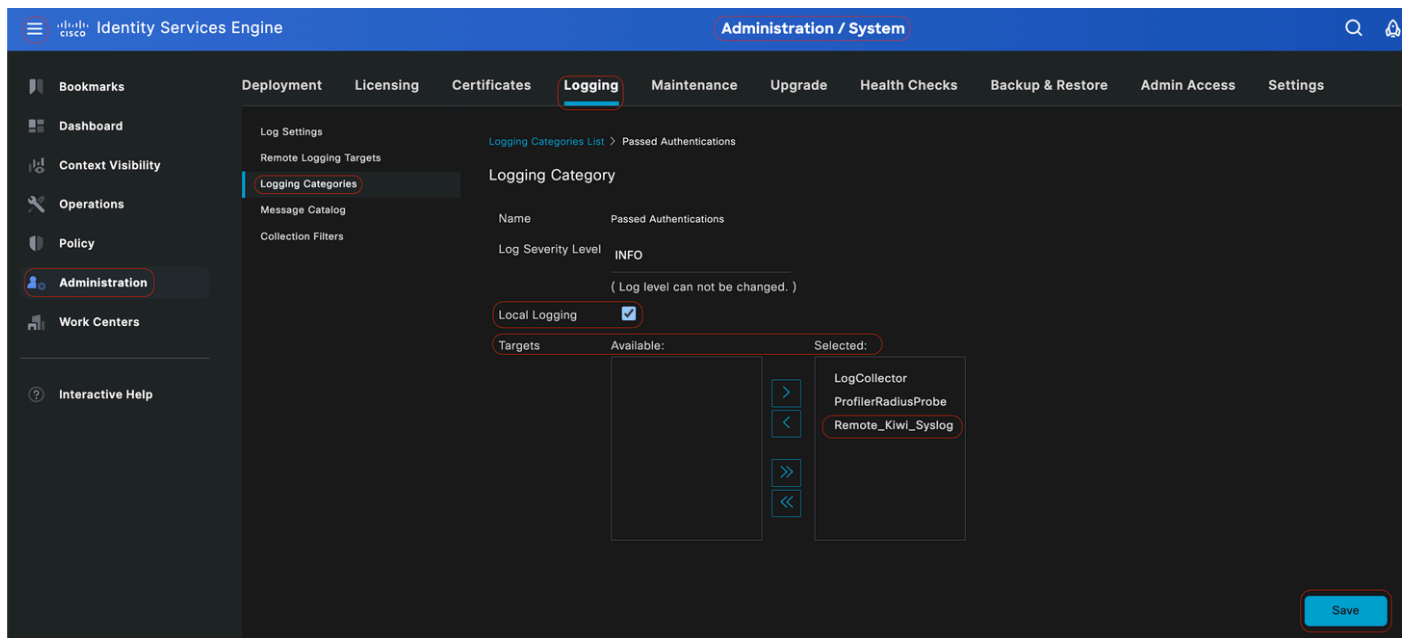 cisco Identity Services Engine
Administration / System
Bookmarks
Dashboard
Context Visibility
Operations
Policy
Administration
Work Centers
? Interactive Help
Deployment Licensing Certificates Logging Maintenance Upgrade Health Checks Backup & Restore Admin Access Settings
Log Settings
Remote Logging Targets
Logging Categories
Message Catalog
Collection Filters
Logging Categories List > Passed Authentications
Logging Category
Name Passed Authentications
Log Severity Level INFO
( Log level can not be changed. )
Local Logging
Targets Available: Selected:
LogCollector
ProfilerRadiusProbe
Remote_Kiwi_Syslog
Save